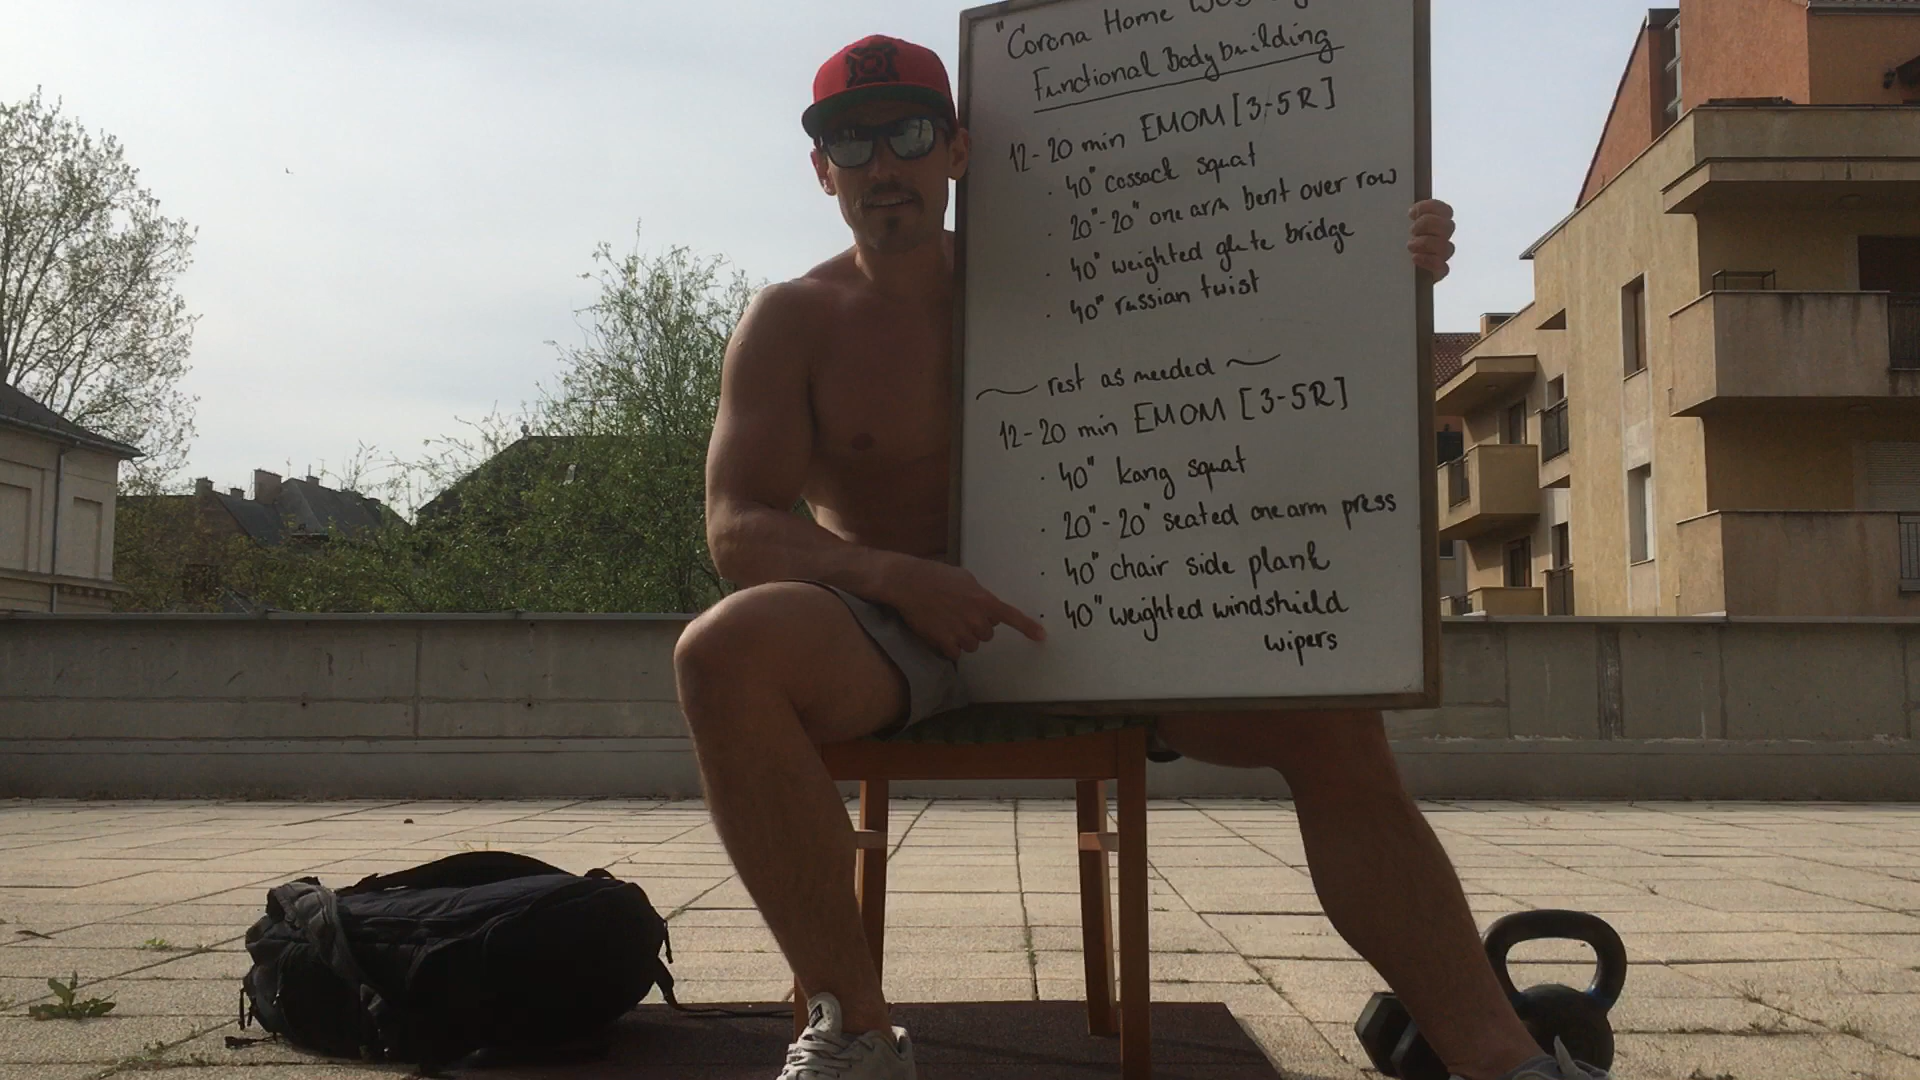 "Corona Home
Functional Bodybuilding
12-20 min EMOM [3-5R]
· 40" cossack squat
· 20"-20" one arm bent over row
· 40" weighted glute bridge
· 40" russian twist
~ rest as needed ~
12-20 min EMOM [3-5R]
· 40" kang squat
· 20"-20" seated one arm press
· 40" chair side plank
· 40" weighted windshield
wipers